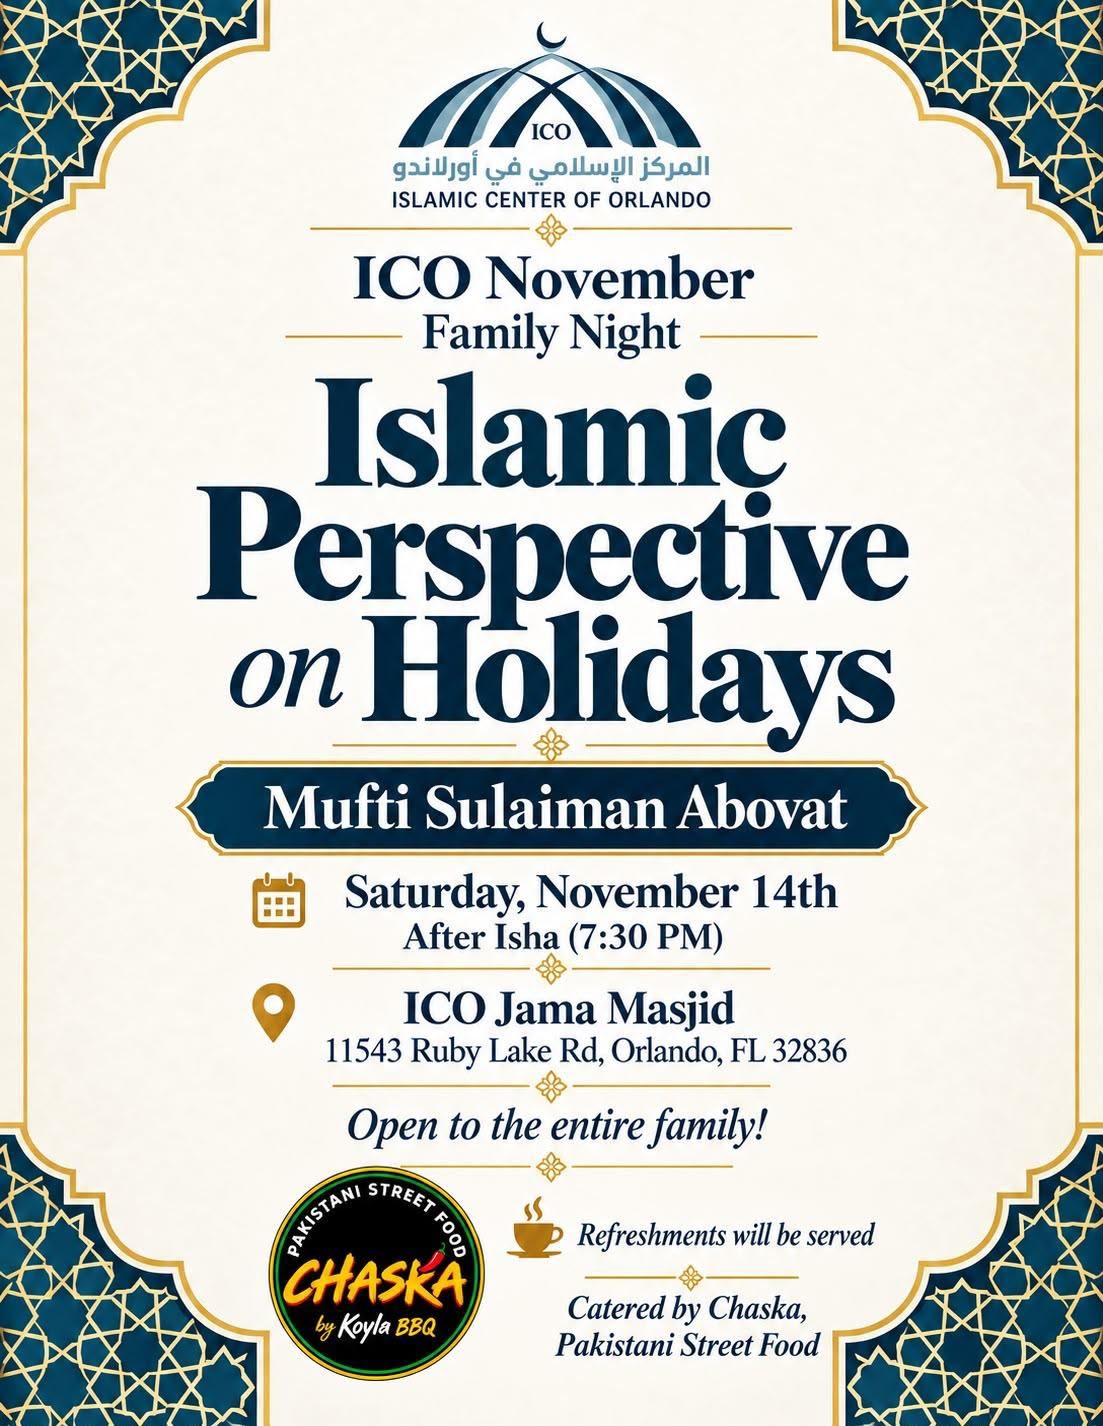 ICO
المركز الإسلامي في أورلاندو
ISLAMIC CENTER OF ORLANDO
ICO November
Family Night
Islamic
Perspective
on Holidays
Mufti Sulaiman Abovat
Saturday, November 14th
After Isha (7:30 PM)
ICO Jama Masjid
11543 Ruby Lake Rd, Orlando, FL 32836
Open to the entire family!
PAKISTANI STREET FOOD
CHASKA
by Koyla BBQ
Refreshments will be served
Catered by Chaska,
Pakistani Street Food